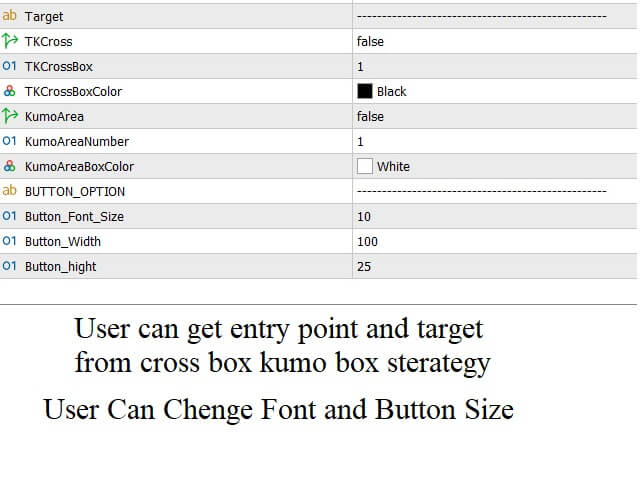 ab Target --------------------------------------------------
TKCross false
01 TKCrossBox 1
TKCrossBoxColor Black
KumoArea false
01 KumoAreaNumber 1
KumoAreaBoxColor White
ab BUTTON_OPTION --------------------------------------------------
01 Button_Font_Size 10
01 Button_Width 100
01 Button_hight 25
User can get entry point and target
from cross box kumo box sterategy
User Can Chenge Font and Button Size